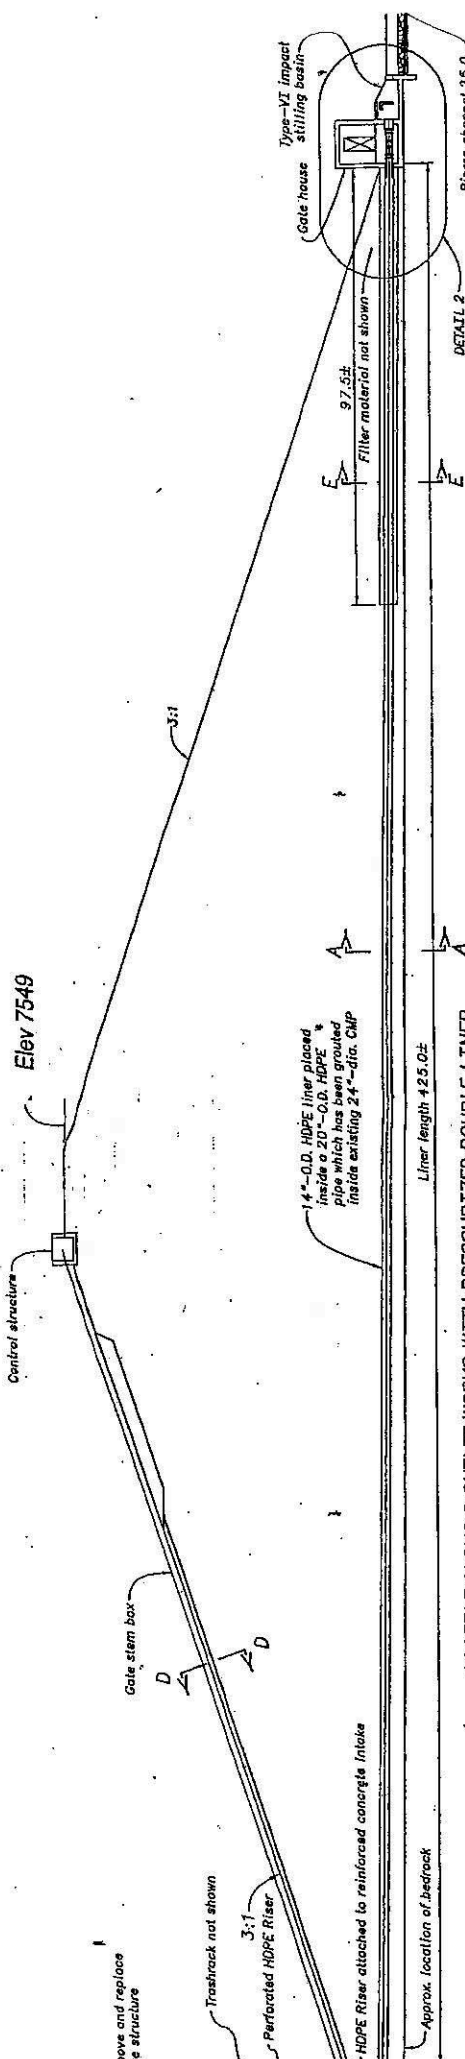 Type-VI impact
stilling basin
Gate house
DETAIL 2
97.5±
Filter material not shown
E
E
3:1
Elev 7549
Control structure
A
A
14"-O.D. HDPE liner placed
inside a 20"-O.D. HDPE *
pipe which has been grouted
inside existing 24"-dia. CMP
Liner length 425.0±
Gate stem box
D
D
3:1
Trashrack not shown
Perforated HDPE Riser
HDPE Riser attached to reinforced concrete intake
Approx. location of bedrock
ove and replace
e structure